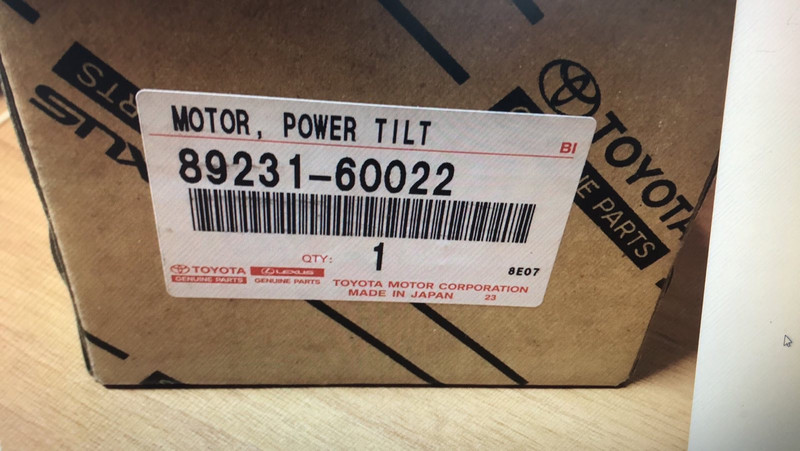 MOTOR, POWER TILT
BI
89231-60022
QTY: 1
8E07
TOYOTA LEXUS
GENUINE PARTS GENUINE PARTS
TOYOTA MOTOR CORPORATION
MADE IN JAPAN 23
TOYOTA
GENUINE PARTS